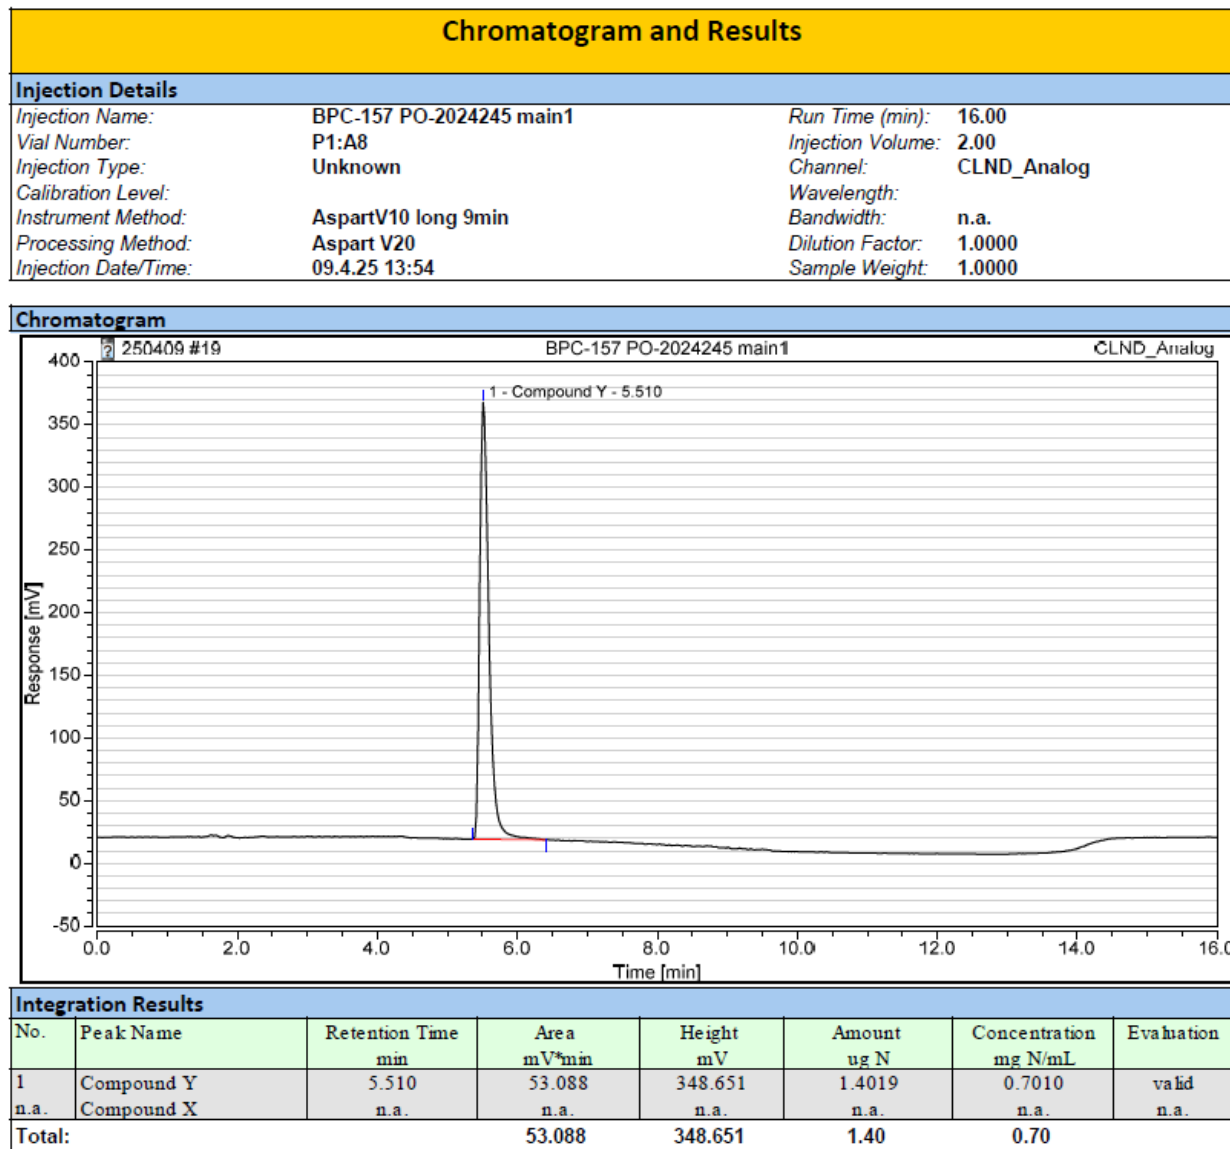 Chromatogram and Results
Injection Details
Injection Name: BPC-157 PO-2024245 main1 Run Time (min): 16.00
Vial Number: P1:A8 Injection Volume: 2.00
Injection Type: Unknown Channel: CLND_Analog
Calibration Level: Wavelength:
Instrument Method: AspartV10 long 9min Bandwidth: n.a.
Processing Method: Aspart V20 Dilution Factor: 1.0000
Injection Date/Time: 09.4.25 13:54 Sample Weight: 1.0000
Chromatogram
? 250409 #19 BPC-157 PO-2024245 main1 CLND_Analog
400
1 - Compound Y - 5.510
350
300
250
200
150
100
50
0
-50
Response [mV]
0.0 2.0 4.0 6.0 8.0 10.0 12.0 14.0 16.0
Time [min]
Integration Results
No. Peak Name Retention Time Area Height Amount Concentration Evaluation
min mV*min mV ug N mg N/mL
1 Compound Y 5.510 53.088 348.651 1.4019 0.7010 valid
n.a. Compound X n.a. n.a. n.a. n.a. n.a. n.a.
Total: 53.088 348.651 1.40 0.70